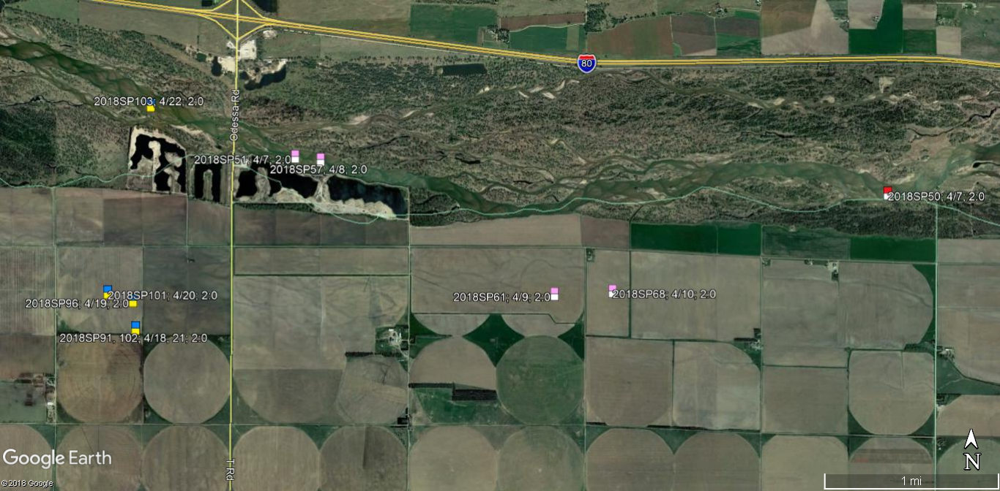 80
2018SP103; 4/22, 2:0
Odessa Rd
2018SP51; 4/7, 2:0
2018SP57; 4/8, 2:0
2018SP50; 4/7, 2:0
2018SP101; 4/20, 2:0
2018SP96; 4/19, 2:0
2018SP61; 4/9, 2:0
2018SP68; 4/10, 2:0
2018SP91, 102; 4/18, 21; 2:0
T Rd
Google Earth
N
©2018 Google
1 mi